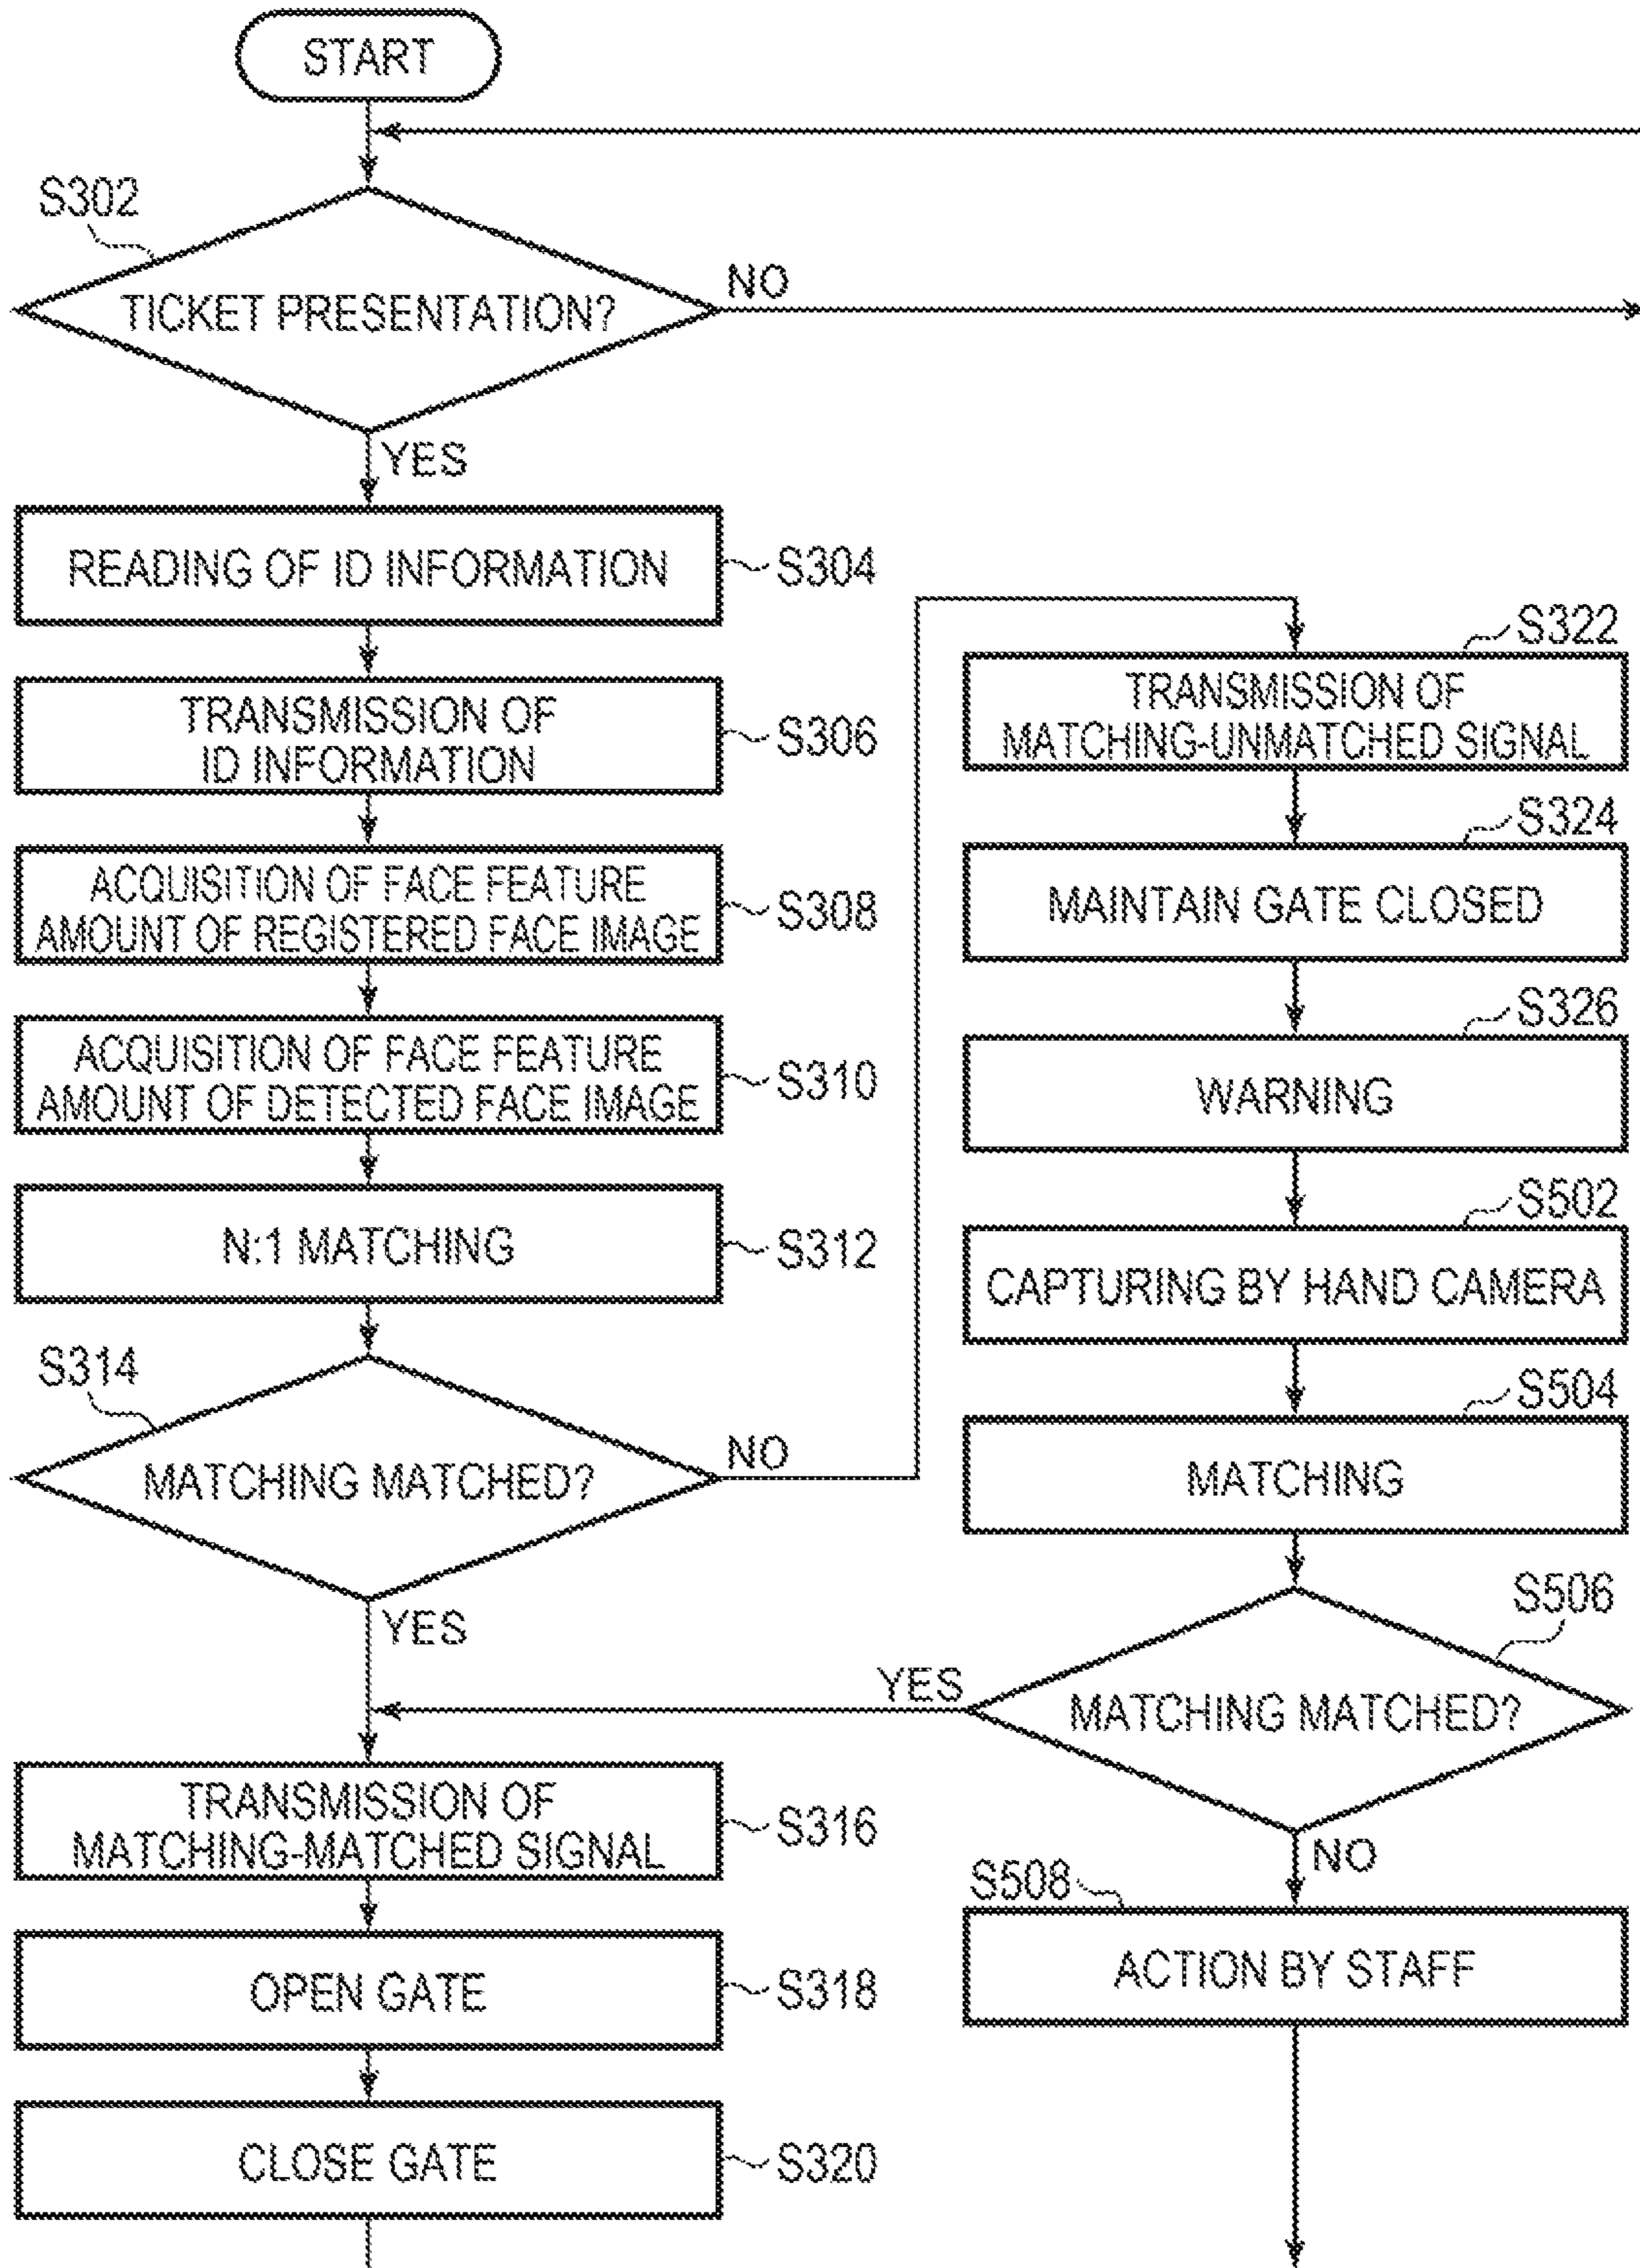 START
S302
TICKET PRESENTATION?
NO
YES
READING OF ID INFORMATION
S304
TRANSMISSION OF
ID INFORMATION
S306
ACQUISITION OF FACE FEATURE
AMOUNT OF REGISTERED FACE IMAGE
S308
ACQUISITION OF FACE FEATURE
AMOUNT OF DETECTED FACE IMAGE
S310
N:1 MATCHING
S312
S314
MATCHING MATCHED?
NO
YES
TRANSMISSION OF
MATCHING-MATCHED SIGNAL
S316
OPEN GATE
S318
CLOSE GATE
S320
S322
TRANSMISSION OF
MATCHING-UNMATCHED SIGNAL
S324
MAINTAIN GATE CLOSED
S326
WARNING
S502
CAPTURING BY HAND CAMERA
S504
MATCHING
S506
MATCHING MATCHED?
YES
NO
S508
ACTION BY STAFF